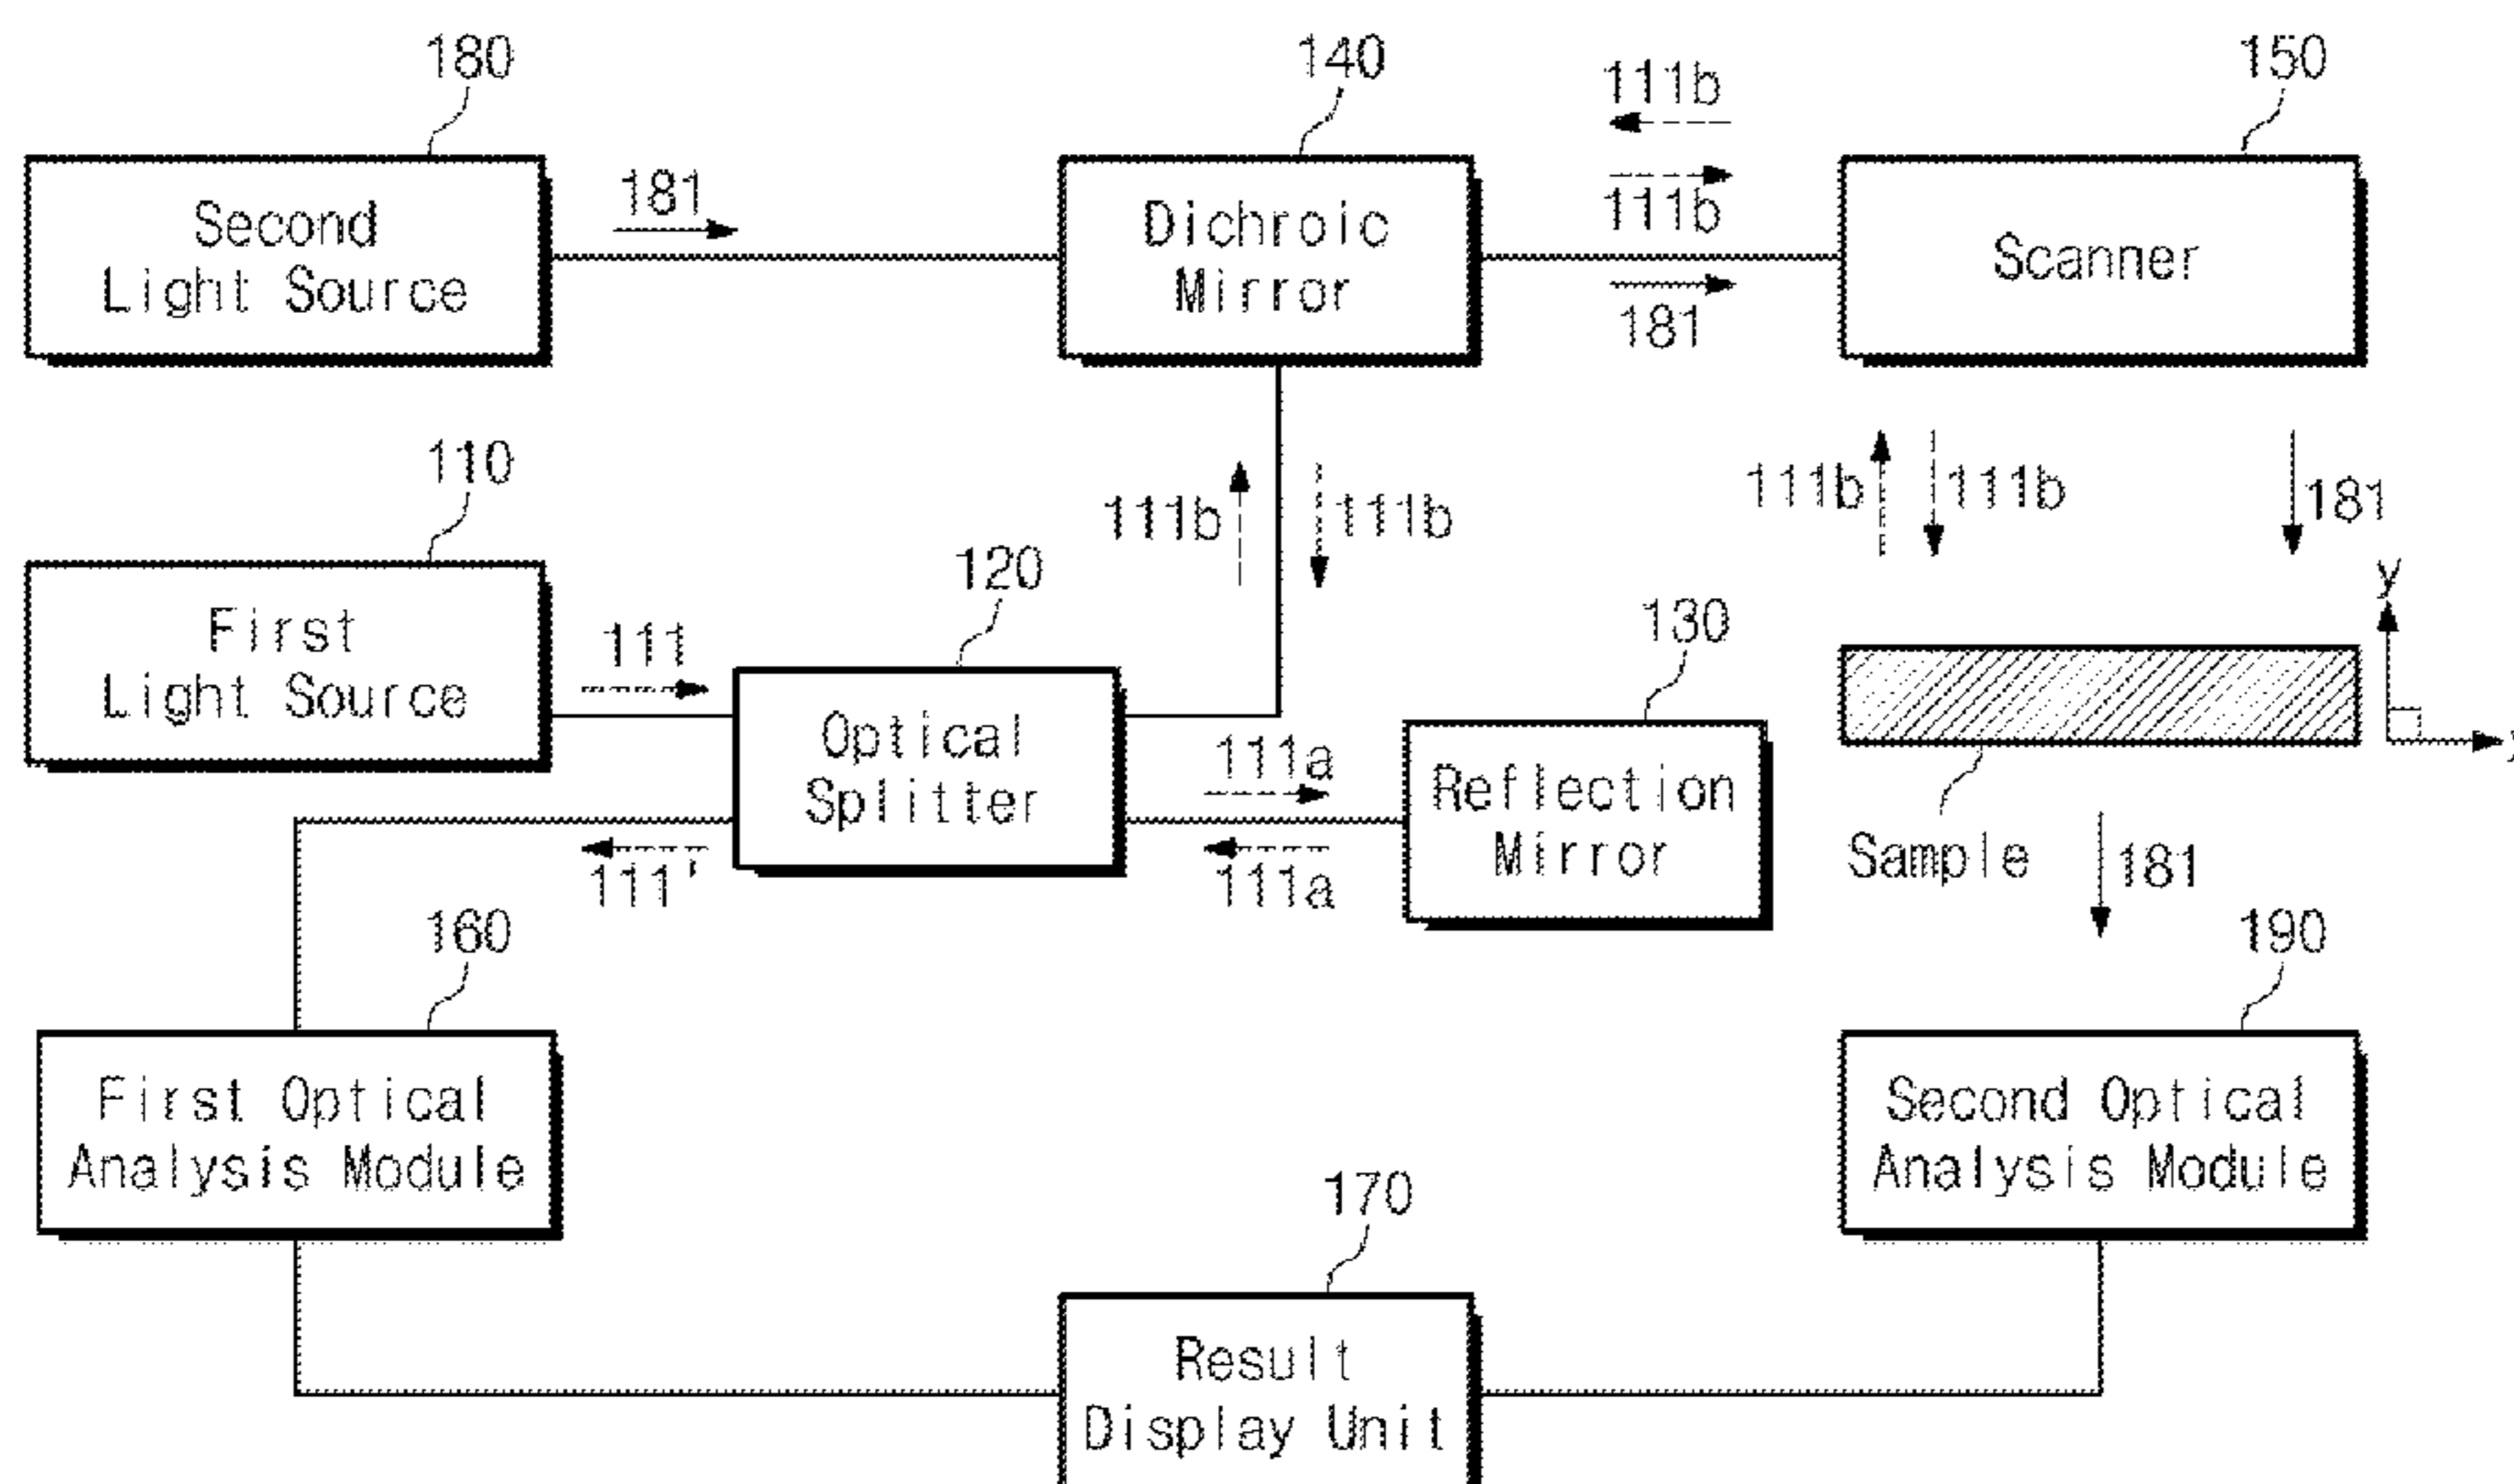 180
140
111b
150
Second
Light Source
181
Dichroic
Mirror
111b
181
Scanner
110
120
111b
111b
111b
111b
181
y
First
Light Source
111
Optical
Splitter
130
111a
Reflection
Mirror
111'
111a
Sample
181
160
190
First Optical
Analysis Module
Second Optical
Analysis Module
170
Result
Display Unit